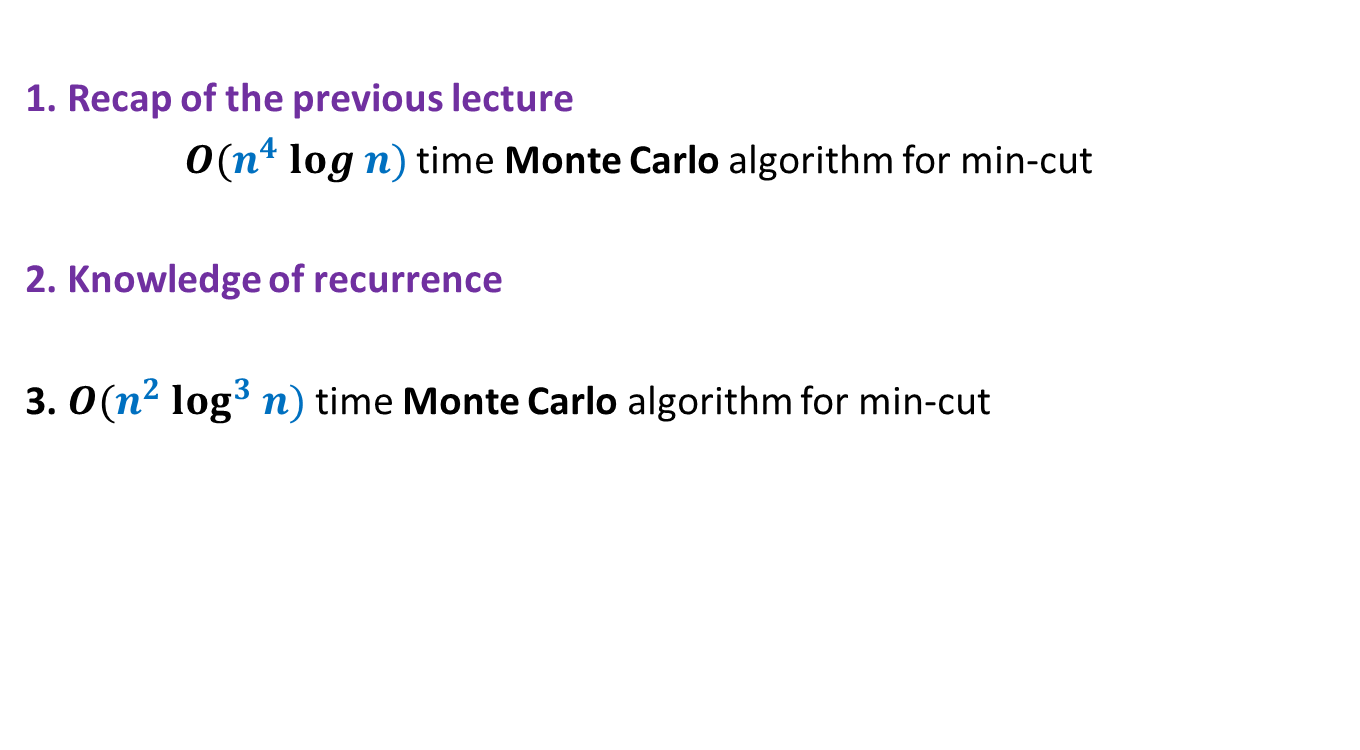 1. Recap of the previous lecture
O(n⁴ log n) time Monte Carlo algorithm for min-cut
2. Knowledge of recurrence
3. O(n² log³ n) time Monte Carlo algorithm for min-cut